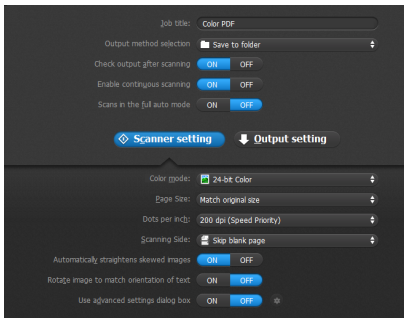 Job title: Color PDF
Output method selection Save to folder
Check output after scanning ON OFF
Enable continuous scanning ON OFF
Scans in the full auto mode ON OFF
Scanner setting Output setting
Color mode: 24-bit Color
Page Size: Match original size
Dots per inch: 200 dpi (Speed Priority)
Scanning Side: Skip blank page
Automatically straightens skewed images ON OFF
Rotate image to match orientation of text ON OFF
Use advanced settings dialog box ON OFF